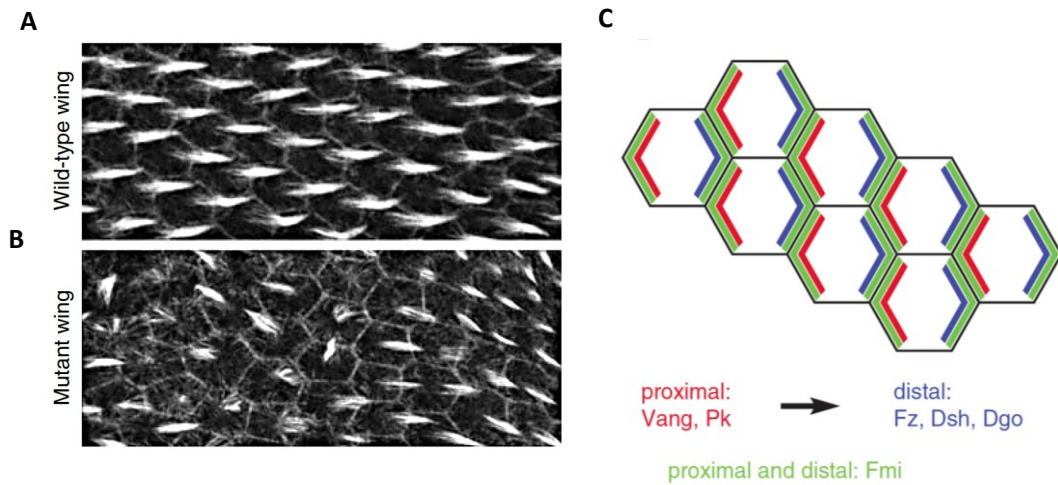 A
Wild-type wing
B
Mutant wing
C
proximal:
Vang, Pk
distal:
Fz, Dsh, Dgo
proximal and distal: Fmi